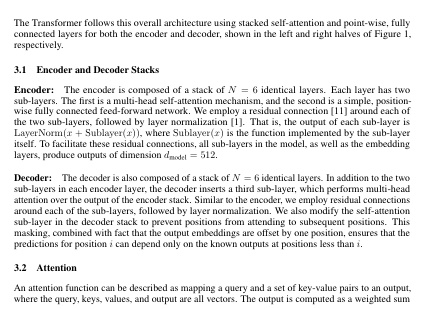 The Transformer follows this overall architecture using stacked self-attention and point-wise, fully
connected layers for both the encoder and decoder, shown in the left and right halves of Figure 1,
respectively.
3.1 Encoder and Decoder Stacks
Encoder: The encoder is composed of a stack of N = 6 identical layers. Each layer has two
sub-layers. The first is a multi-head self-attention mechanism, and the second is a simple, position-
wise fully connected feed-forward network. We employ a residual connection [11] around each of
the two sub-layers, followed by layer normalization [1]. That is, the output of each sub-layer is
LayerNorm(x + Sublayer(x)), where Sublayer(x) is the function implemented by the sub-layer
itself. To facilitate these residual connections, all sub-layers in the model, as well as the embedding
layers, produce outputs of dimension d_model = 512.
Decoder: The decoder is also composed of a stack of N = 6 identical layers. In addition to the two
sub-layers in each encoder layer, the decoder inserts a third sub-layer, which performs multi-head
attention over the output of the encoder stack. Similar to the encoder, we employ residual connections
around each of the sub-layers, followed by layer normalization. We also modify the self-attention
sub-layer in the decoder stack to prevent positions from attending to subsequent positions. This
masking, combined with fact that the output embeddings are offset by one position, ensures that the
predictions for position i can depend only on the known outputs at positions less than i.
3.2 Attention
An attention function can be described as mapping a query and a set of key-value pairs to an output,
where the query, keys, values, and output are all vectors. The output is computed as a weighted sum